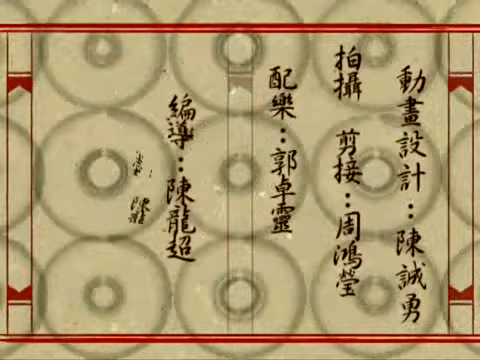 動畫設計：陳誠勇
拍攝 剪接：周鴻瑩
配樂：郭卓靈
編導：陳龍超